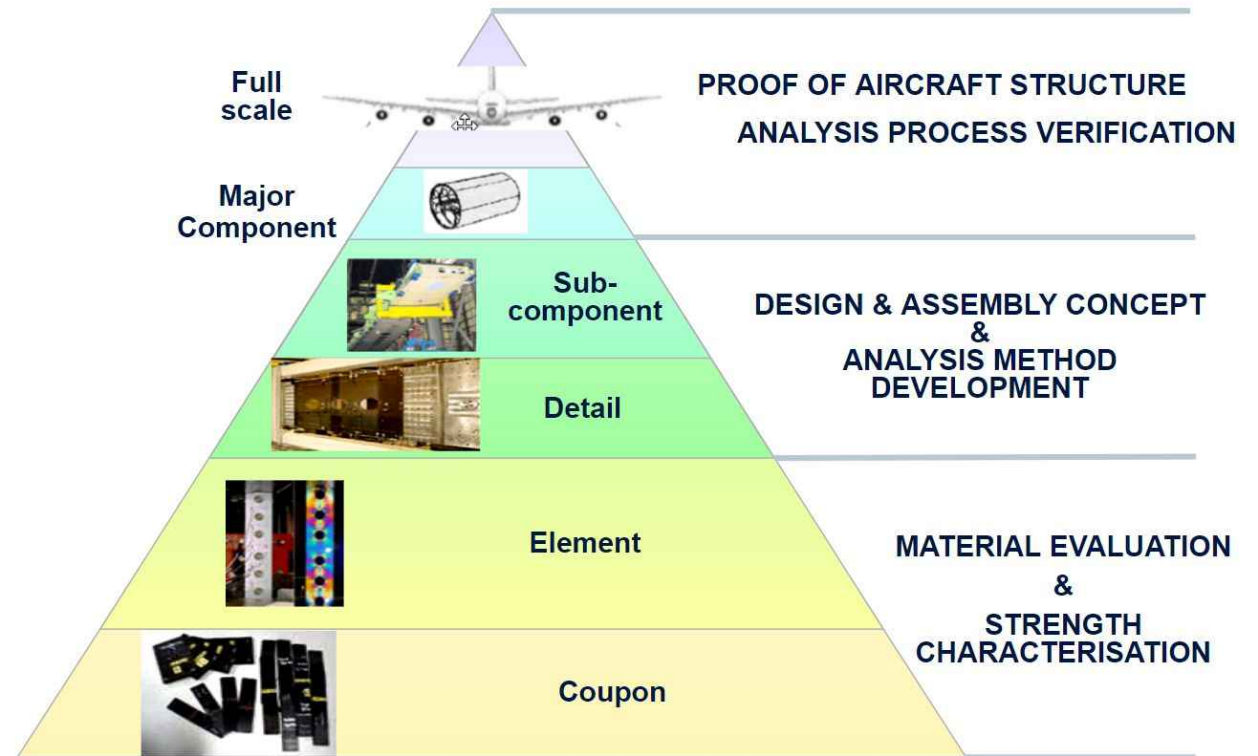 Full
scale
PROOF OF AIRCRAFT STRUCTURE
ANALYSIS PROCESS VERIFICATION
Major
Component
Sub-
component
DESIGN & ASSEMBLY CONCEPT
&
ANALYSIS METHOD
DEVELOPMENT
Detail
Element
MATERIAL EVALUATION
&
STRENGTH
CHARACTERISATION
Coupon